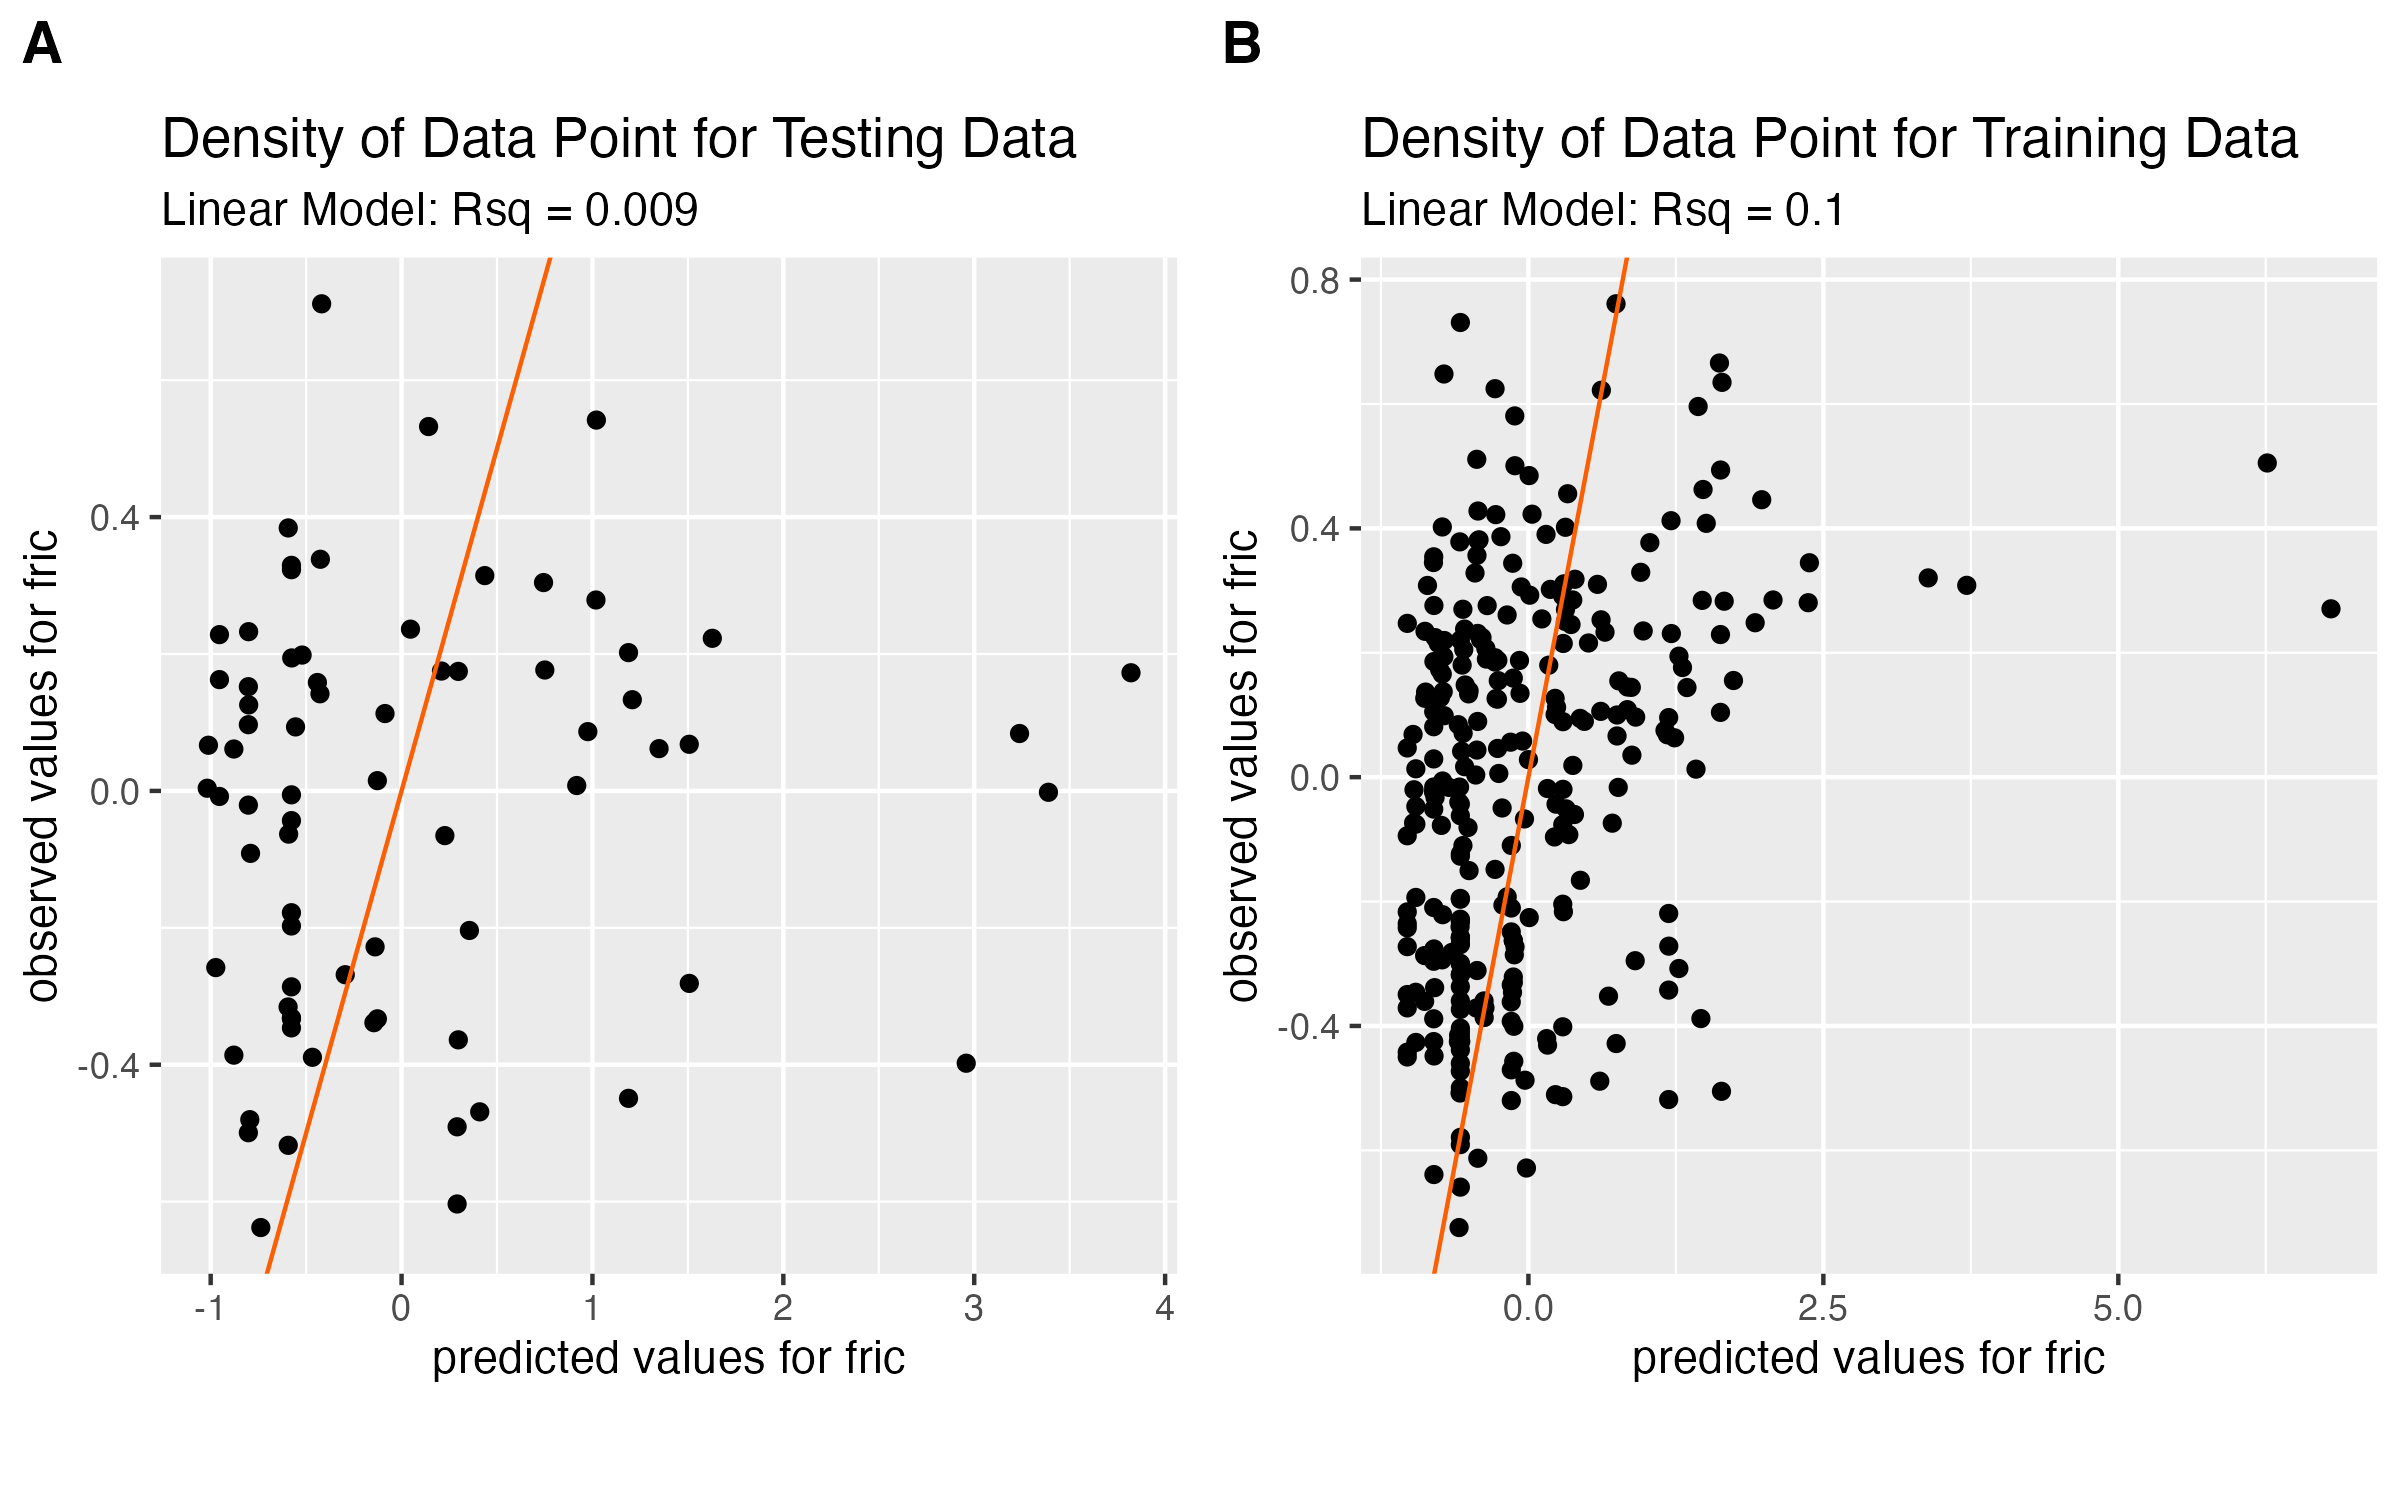 A
Density of Data Point for Testing Data
Linear Model: Rsq = 0.009
observed values for fric
0.4
0.0
-0.4
-1
0
1
2
3
4
predicted values for fric
B
Density of Data Point for Training Data
Linear Model: Rsq = 0.1
observed values for fric
0.8
0.4
0.0
-0.4
0.0
2.5
5.0
predicted values for fric